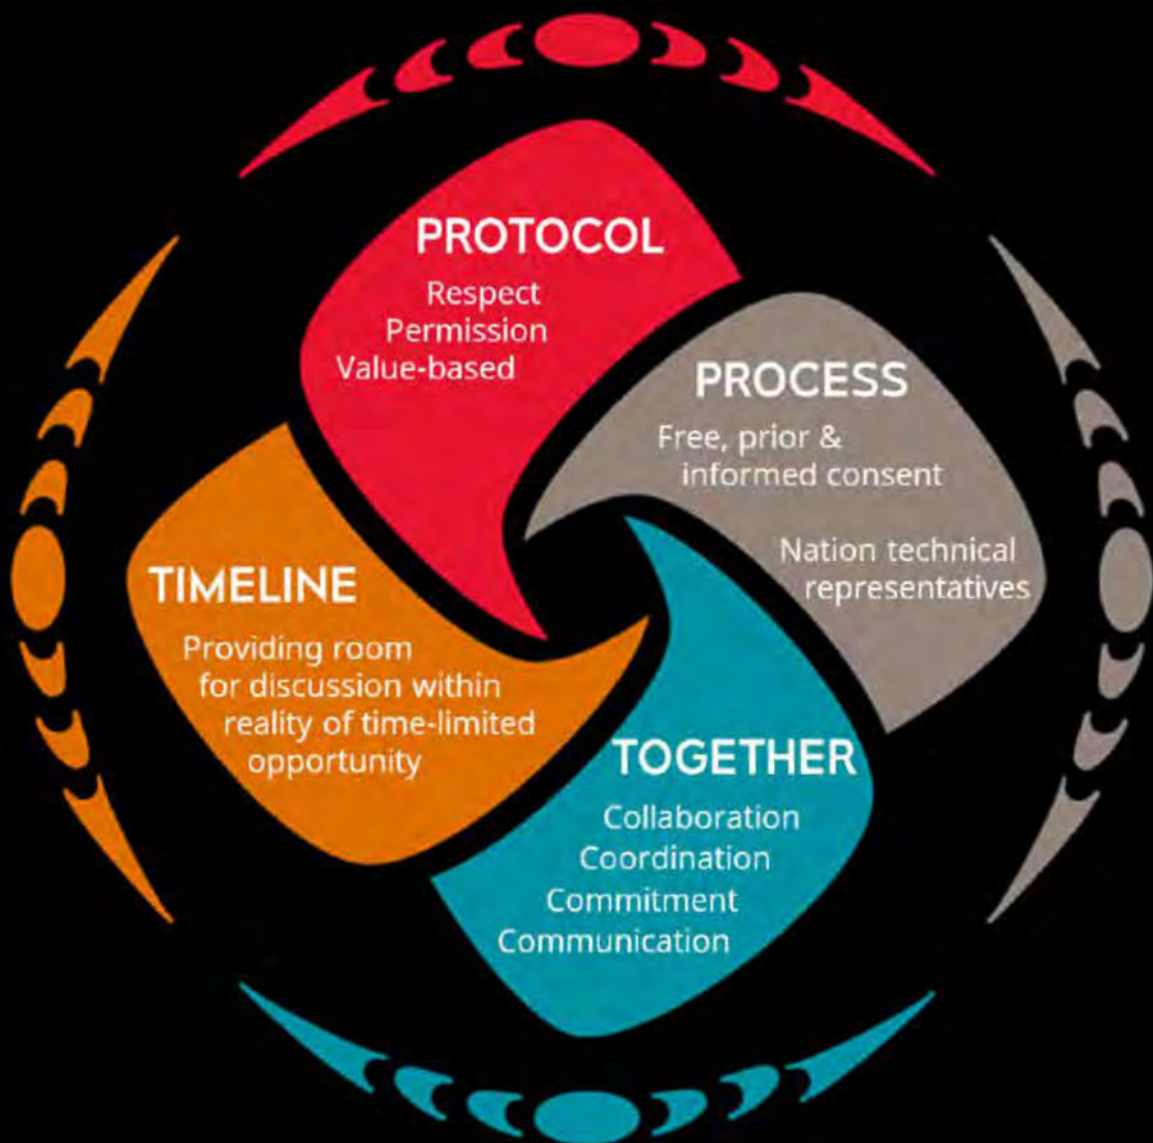 PROTOCOL
Respect
Permission
Value-based
PROCESS
Free, prior &
informed consent
Nation technical
representatives
TIMELINE
Providing room
for discussion within
reality of time-limited
opportunity
TOGETHER
Collaboration
Coordination
Commitment
Communication